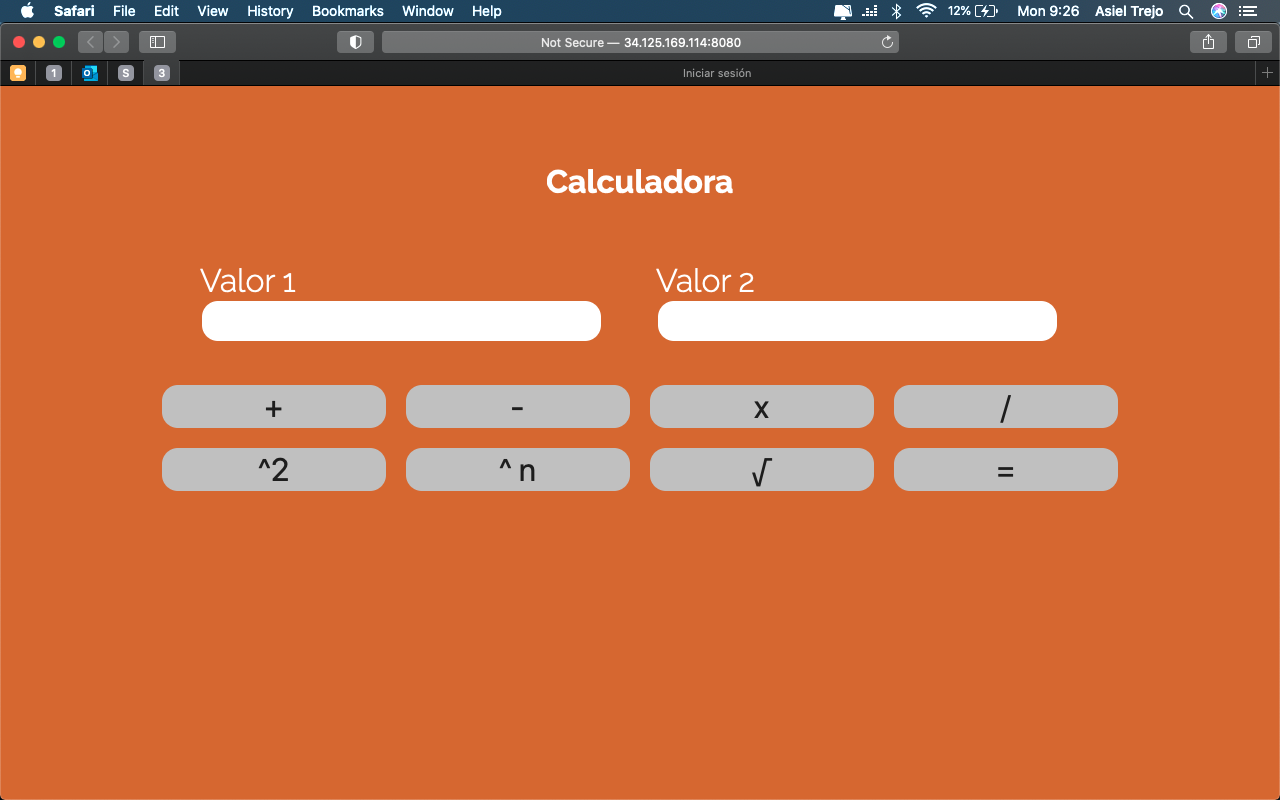 Safari File Edit View History Bookmarks Window Help 12% Mon 9:26 Asiel Trejo
Not Secure — 34.125.169.114:8080
1 S 3 Iniciar sesión
Calculadora
Valor 1 Valor 2
+ - x /
^2 ^ n √ =